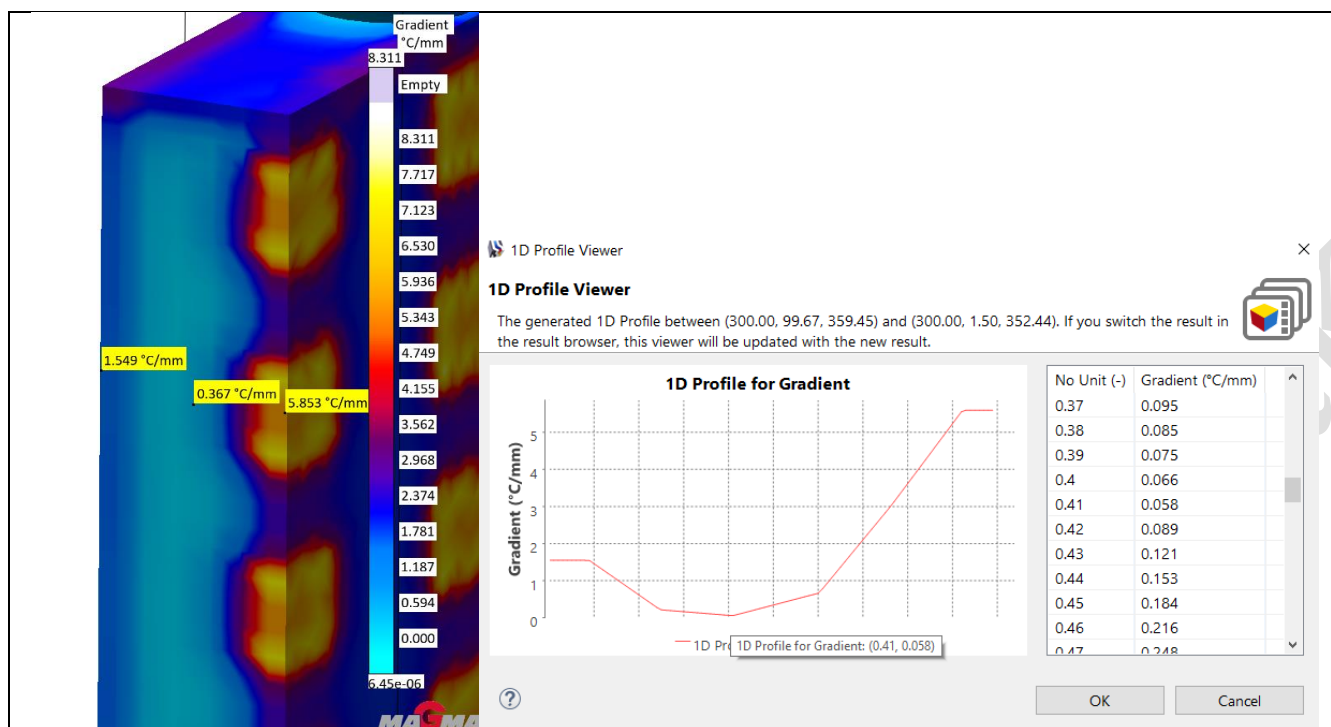 Gradient
°C/mm
8.311
Empty
8.311
7.717
7.123
6.530
5.936
5.343
4.749
4.155
3.562
2.968
2.374
1.781
1.187
0.594
0.000
6.45e-06
1.549 °C/mm
0.367 °C/mm
5.853 °C/mm
1D Profile Viewer
1D Profile Viewer
The generated 1D Profile between (300.00, 99.67, 359.45) and (300.00, 1.50, 352.44). If you switch the result in
the result browser, this viewer will be updated with the new result.
1D Profile for Gradient
Gradient (°C/mm)
5
4
3
2
1
0
1D Pr
1D Profile for Gradient: (0.41, 0.058)
No Unit (-) Gradient (°C/mm)
0.37 0.095
0.38 0.085
0.39 0.075
0.4 0.066
0.41 0.058
0.42 0.089
0.43 0.121
0.44 0.153
0.45 0.184
0.46 0.216
0.47 0.248
OK
Cancel